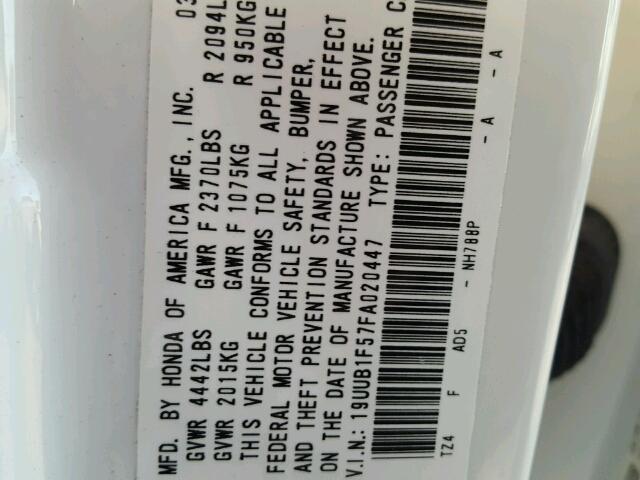 MFD. BY HONDA OF AMERICA MFG., INC. 03
GVWR 4442LBS GAWR F 2370LBS R 2094L
GVWR 2015KG GAWR F 1075KG R 950KG
THIS VEHICLE CONFORMS TO ALL APPLICABLE
FEDERAL MOTOR VEHICLE SAFETY, BUMPER,
AND THEFT PREVENTION STANDARDS IN EFFECT
ON THE DATE OF MANUFACTURE SHOWN ABOVE.
V.I.N.: 19UUB1F57FA020447 TYPE: PASSENGER C
TZ4 F AD5 - NH788P - A - A